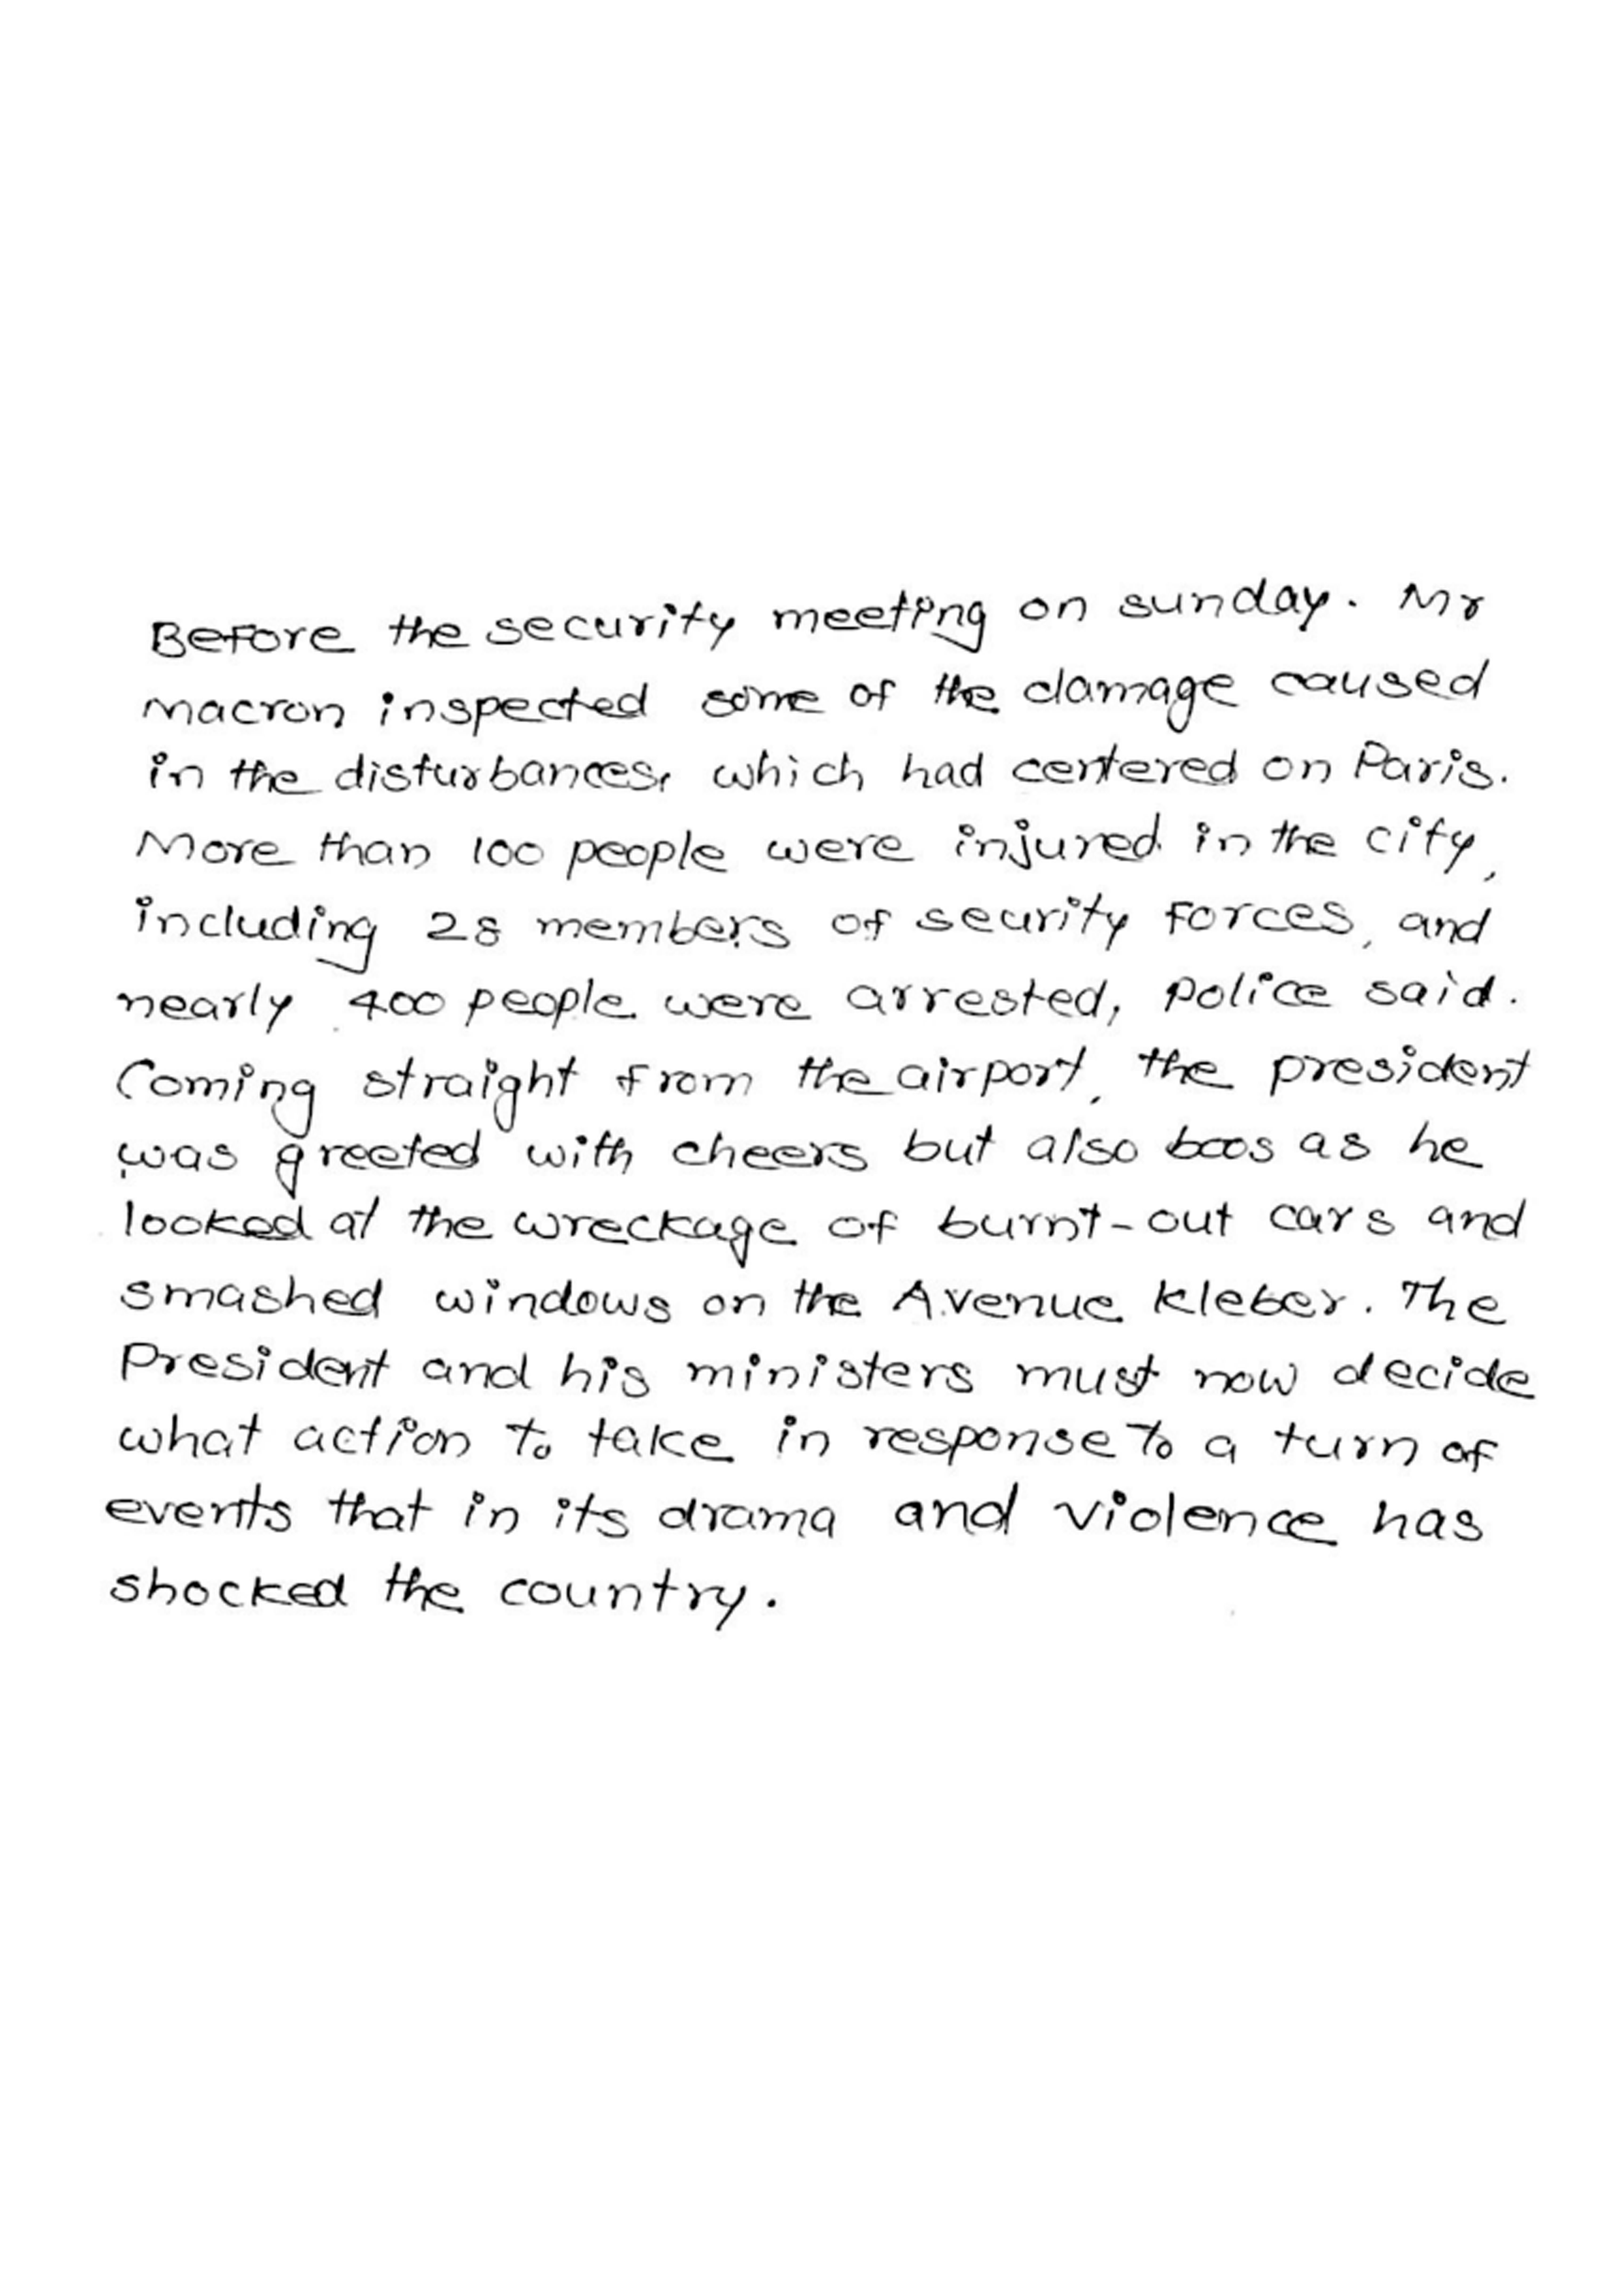 Before the security meeting on sunday. Mr
Macron inspected some of the damage caused
in the disturbances, which had centered on Paris.
More than 100 people were injured in the city,
including 28 members of security forces, and
nearly 400 people were arrested, police said.
Coming straight from the airport, the president
was greeted with cheers but also boos as he
looked at the wreckage of burnt-out cars and
smashed windows on the Avenue Kleber. The
President and his ministers must now decide
what action to take in response to a turn of
events that in its drama and violence has
shocked the country.